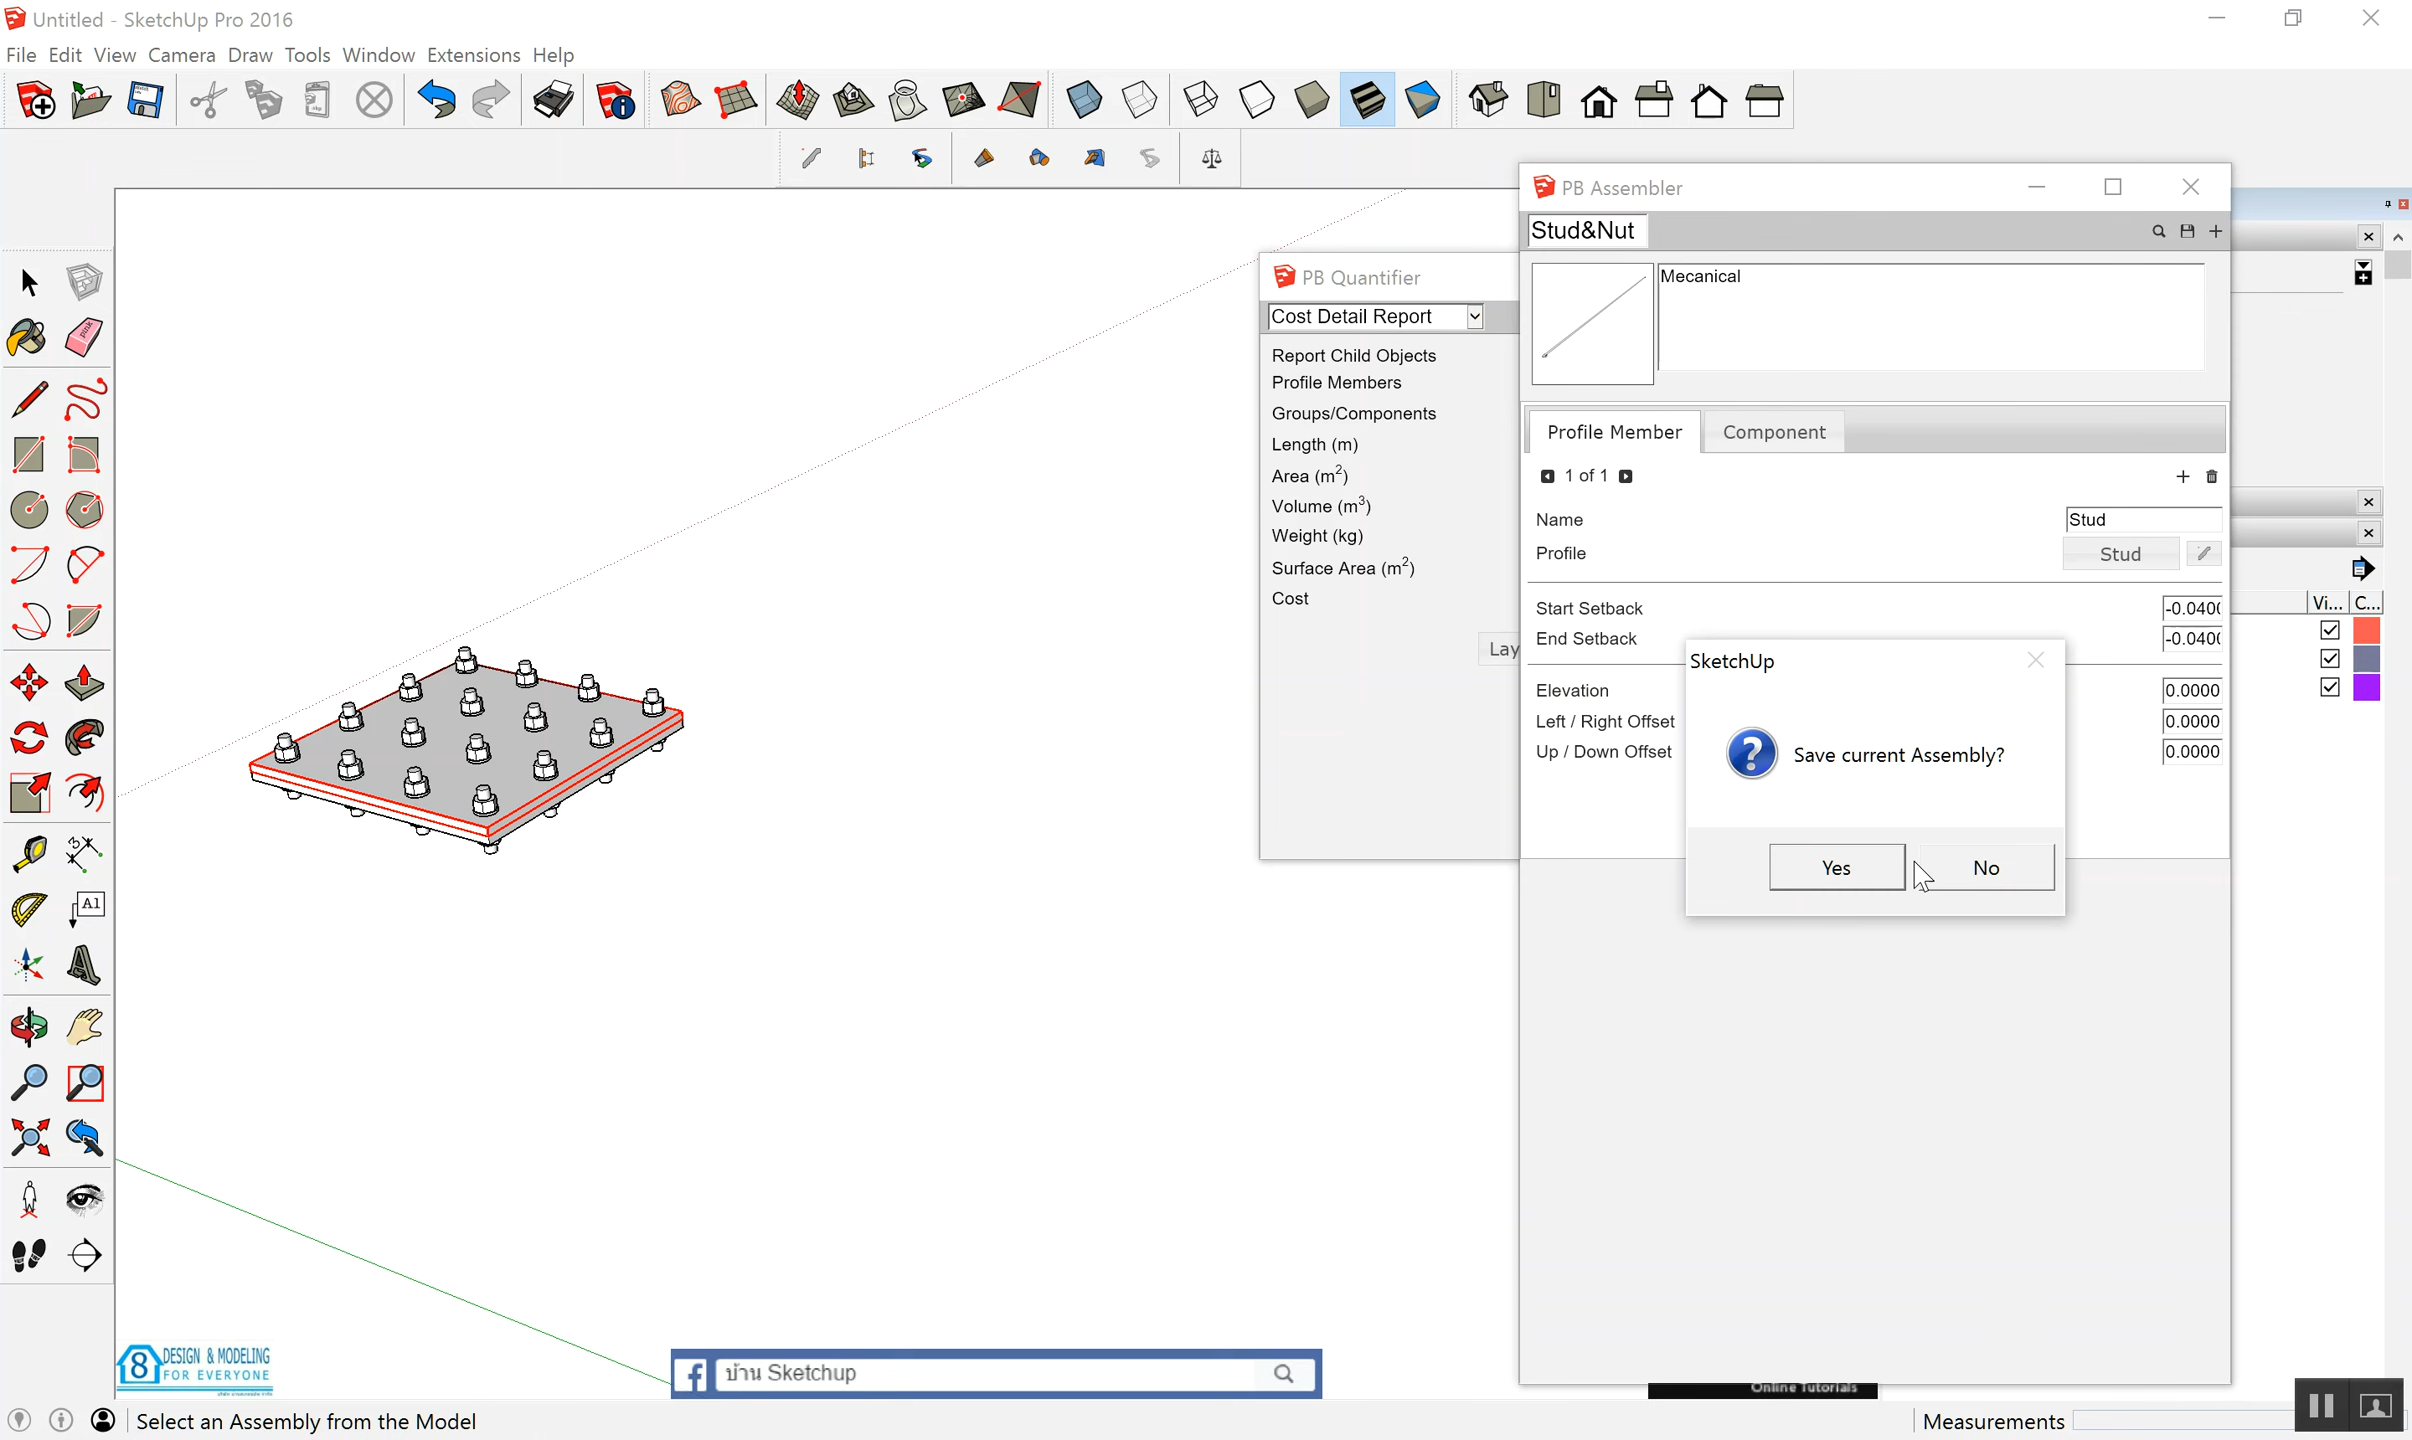 Untitled - SketchUp Pro 2016
File Edit View Camera Draw Tools Window Extensions Help
PB Assembler
Stud&Nut
Mecanical
PB Quantifier
Cost Detail Report
Report Child Objects
Profile Members
Groups/Components
Length (m)
Area (m²)
Volume (m³)
Weight (kg)
Surface Area (m²)
Cost
Lay
Profile Member Component
1 of 1
Name Stud
Profile Stud
Start Setback -0.040
End Setback -0.040
Elevation 0.0000
Left / Right Offset 0.0000
Up / Down Offset 0.0000
Vi... C...
SketchUp
Save current Assembly?
Yes No
A1
3
pink
8 DESIGN & MODELING
FOR EVERYONE
f บ้าน Sketchup
Online Tutorials
Select an Assembly from the Model
Measurements